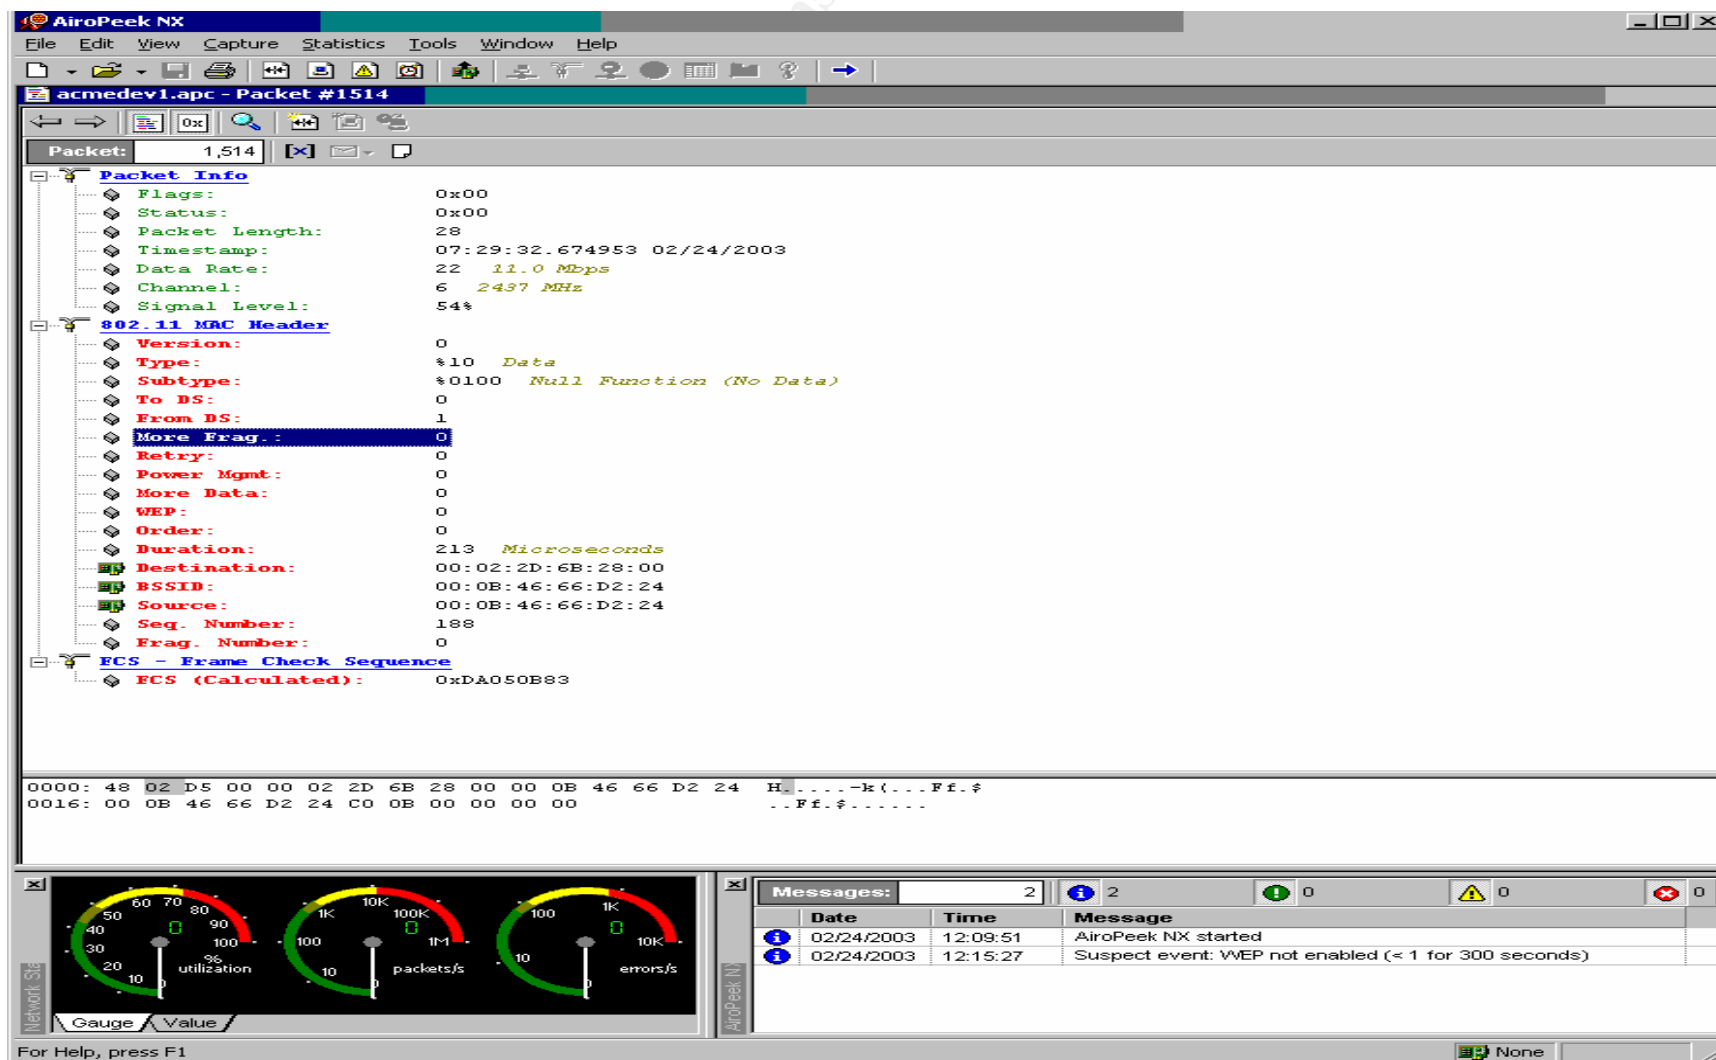 AiroPeek NX
File Edit View Capture Statistics Tools Window Help
acmedev1.apc - Packet #1514
0x
Packet: 1,514
Packet Info
Flags: 0x00
Status: 0x00
Packet Length: 28
Timestamp: 07:29:32.674953 02/24/2003
Data Rate: 22 11.0 Mbps
Channel: 6 2437 MHz
Signal Level: 54%
802.11 MAC Header
Version: 0
Type: %10 Data
Subtype: %0100 Null Function (No Data)
To DS: 0
From DS: 1
More Frag.: 0
Retry: 0
Power Mgmt: 0
More Data: 0
WEP: 0
Order: 0
Duration: 213 Microseconds
Destination: 00:02:2D:6B:28:00
BSSID: 00:0B:46:66:D2:24
Source: 00:0B:46:66:D2:24
Seq. Number: 188
Frag. Number: 0
FCS - Frame Check Sequence
FCS (Calculated): 0xDA050B83
0000: 48 02 D5 00 00 02 2D 6B 28 00 00 0B 46 66 D2 24 H.....-k(...Ff.$
0016: 00 0B 46 66 D2 24 C0 0B 00 00 00 00 ..Ff.$......
Network Sta
10 20 30 40 50 60 70 80 90 100 0 % utilization
10 100 1K 10K 100K 1M 0 packets/s
10 100 1K 10K 0 errors/s
Gauge Value
AiroPeek NX
Messages: 2 2 0 0 0
Date Time Message
02/24/2003 12:09:51 AiroPeek NX started
02/24/2003 12:15:27 Suspect event: WEP not enabled (< 1 for 300 seconds)
For Help, press F1
None